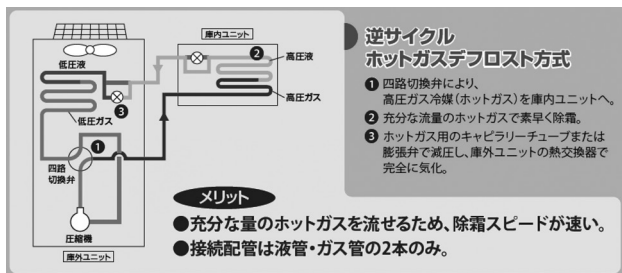 庫内ユニット
低圧液
❷
高圧液
❸
高圧ガス
低圧ガス
❶
四路
切換弁
圧縮機
庫外ユニット
逆サイクル
ホットガスデフロスト方式
❶ 四路切換弁により、
高圧ガス冷媒（ホットガス）を庫内ユニットへ。
❷ 充分な流量のホットガスで素早く除霜。
❸ ホットガス用のキャピラリーチューブまたは
膨張弁で減圧し、庫外ユニットの熱交換器で
完全に気化。
メリット
●充分な量のホットガスを流せるため、除霜スピードが速い。
●接続配管は液管・ガス管の2本のみ。